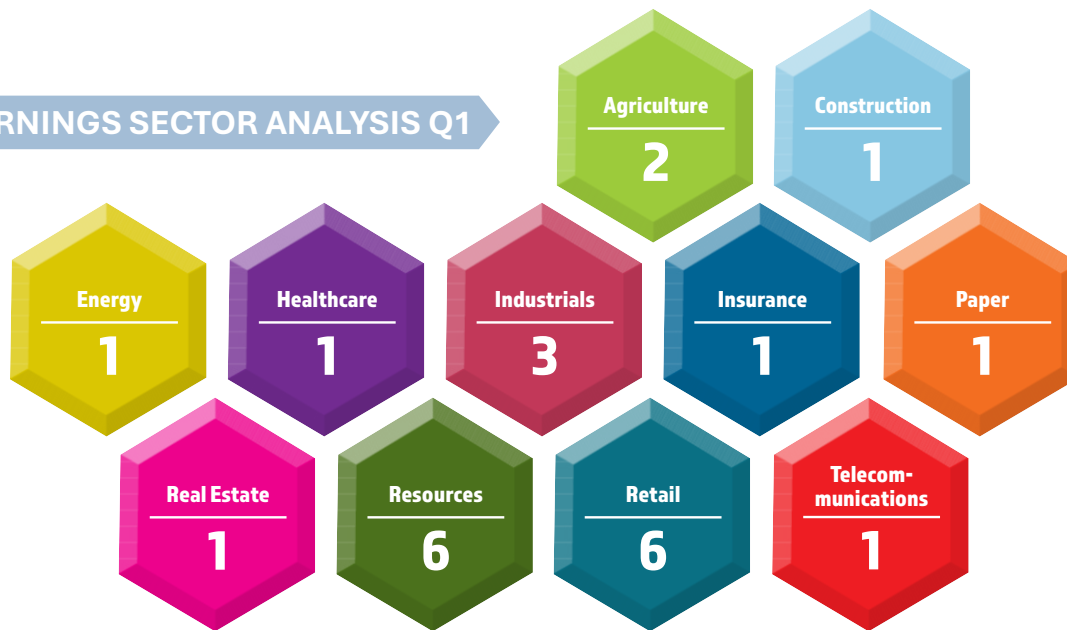 RNINGS SECTOR ANALYSIS Q1
Agriculture
2
Construction
1
Energy
1
Healthcare
1
Industrials
3
Insurance
1
Paper
1
Real Estate
1
Resources
6
Retail
6
Telecom-
munications
1